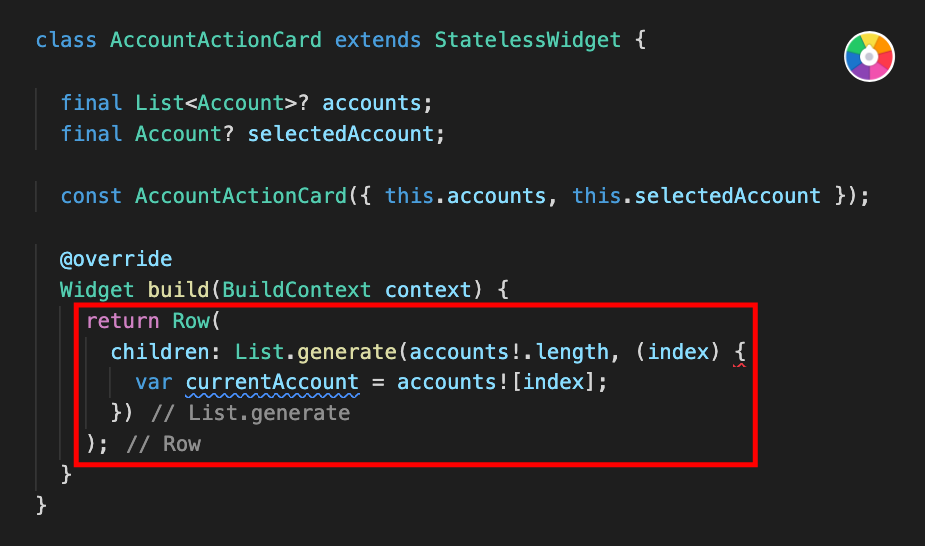 class AccountActionCard extends StatelessWidget {
final List<Account>? accounts;
final Account? selectedAccount;
const AccountActionCard({ this.accounts, this.selectedAccount });
@override
Widget build(BuildContext context) {
return Row(
children: List.generate(accounts!.length, (index) {
var currentAccount = accounts![index];
}) // List.generate
); // Row
}
}